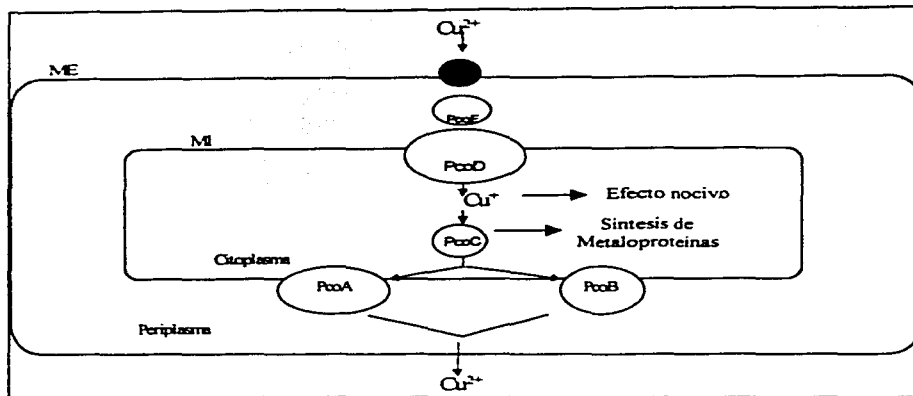 Cu²⁺
ME
PcoE
MI
PcoD
Cu⁺
Efecto nocivo
PcoC
Sintesis de
Metaloproteinas
Citoplasma
PcoA
PcoB
Periplasma
Cu²⁺